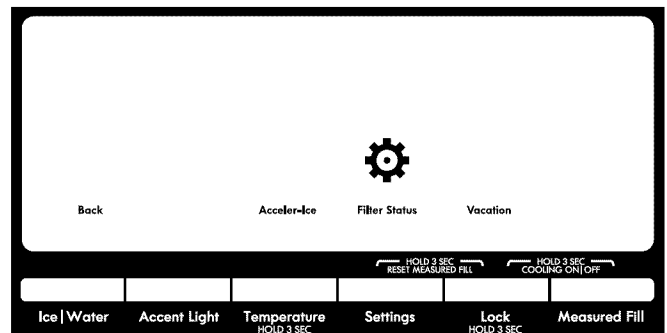 Back Acceler-Ice Filter Status Vacation
HOLD 3 SEC HOLD 3 SEC
RESET MEASURED FILL COOLING ON|OFF
Ice|Water Accent Light Temperature Settings Lock Measured Fill
HOLD 3 SEC HOLD 3 SEC